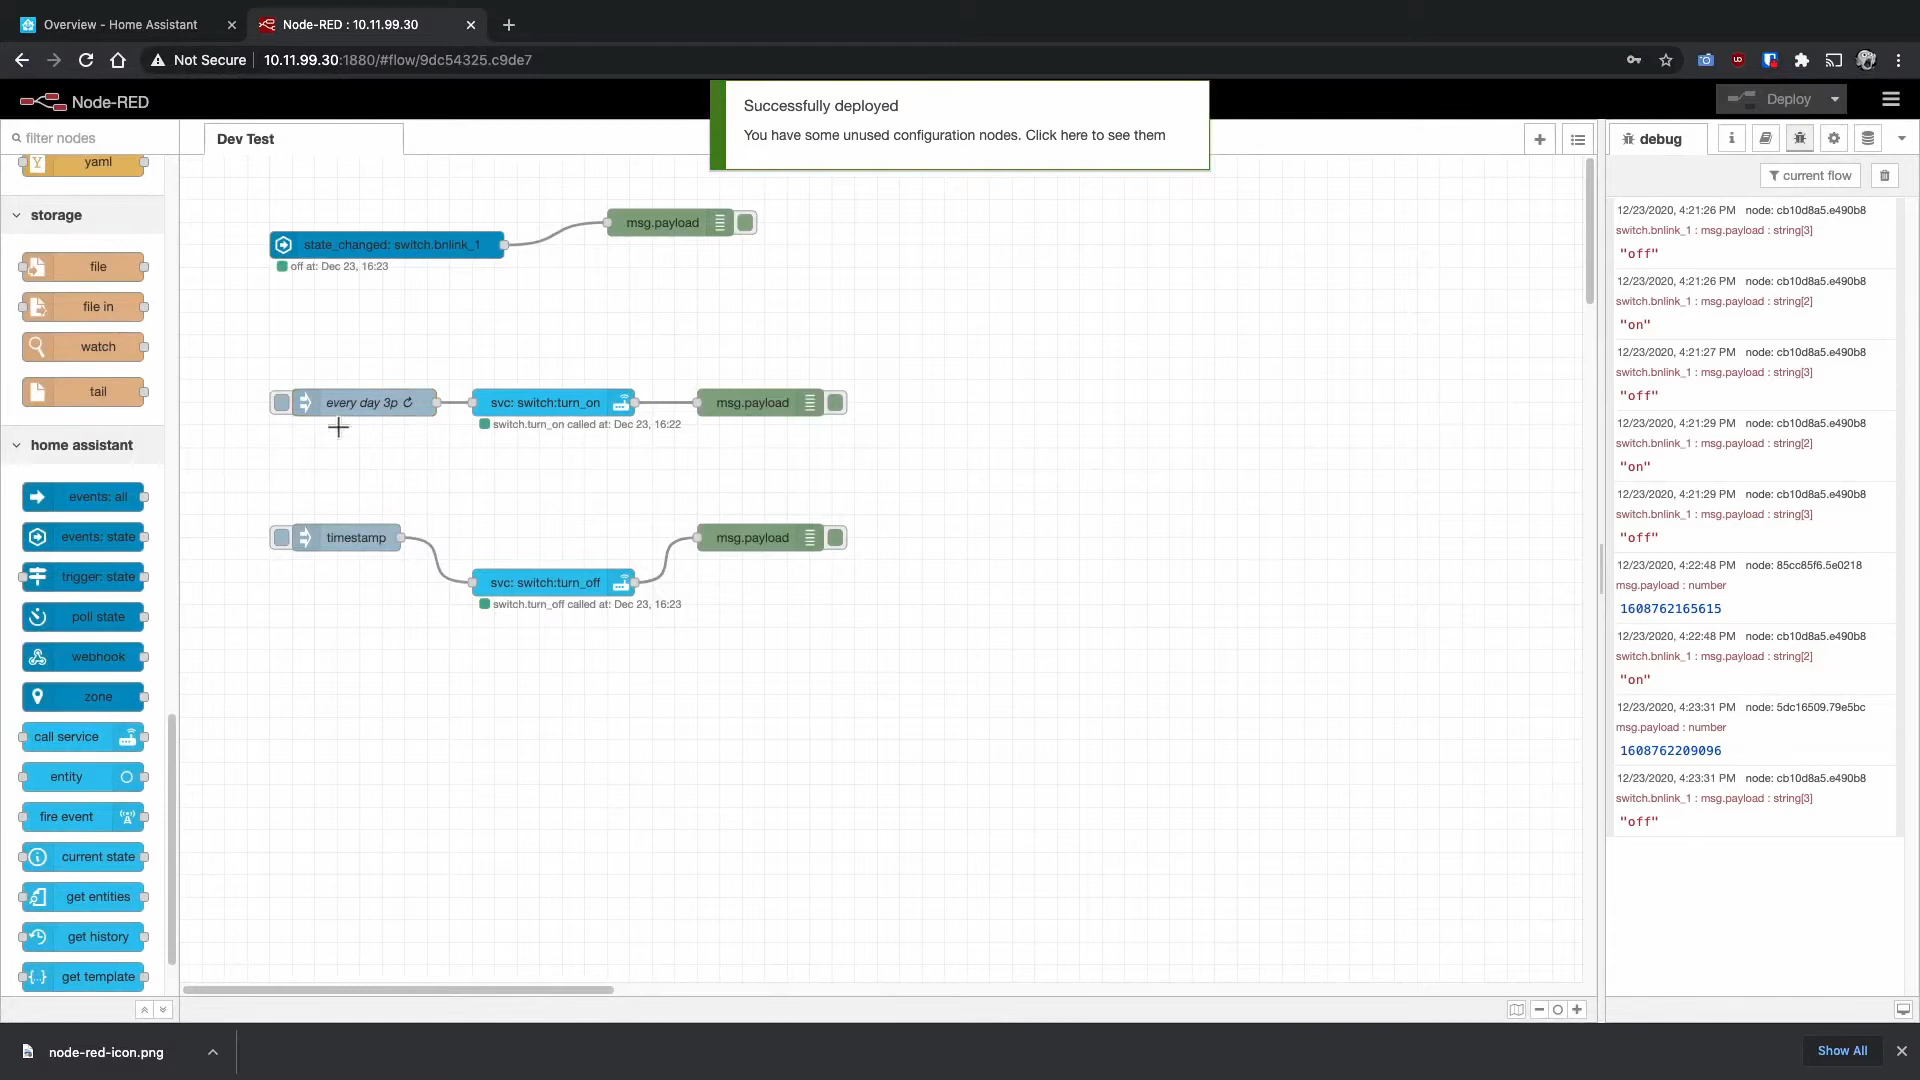 Overview - Home Assistant
Node-RED : 10.11.99.30
Not Secure
10.11.99.30:1880/#flow/9dc54325.c9de7
Node-RED
Deploy
Successfully deployed
You have some unused configuration nodes. Click here to see them
filter nodes
yaml
storage
file
file in
watch
tail
home assistant
events: all
events: state
trigger: state
poll state
webhook
zone
call service
entity
fire event
current state
get entities
get history
get template
Dev Test
state_changed: switch.bnlink_1
off at: Dec 23, 16:23
msg.payload
every day 3p
svc: switch:turn_on
switch.turn_on called at: Dec 23, 16:22
msg.payload
timestamp
svc: switch:turn_off
switch.turn_off called at: Dec 23, 16:23
msg.payload
debug
current flow
12/23/2020, 4:21:26 PM node: cb10d8a5.e490b8
switch.bnlink_1 : msg.payload : string[3]
"off"
12/23/2020, 4:21:26 PM node: cb10d8a5.e490b8
switch.bnlink_1 : msg.payload : string[2]
"on"
12/23/2020, 4:21:27 PM node: cb10d8a5.e490b8
switch.bnlink_1 : msg.payload : string[3]
"off"
12/23/2020, 4:21:29 PM node: cb10d8a5.e490b8
switch.bnlink_1 : msg.payload : string[2]
"on"
12/23/2020, 4:21:29 PM node: cb10d8a5.e490b8
switch.bnlink_1 : msg.payload : string[3]
"off"
12/23/2020, 4:22:48 PM node: 85cc85f6.5e0218
msg.payload : number
1608762165615
12/23/2020, 4:22:48 PM node: cb10d8a5.e490b8
switch.bnlink_1 : msg.payload : string[2]
"on"
12/23/2020, 4:23:31 PM node: 5dc16509.79e5bc
msg.payload : number
1608762209096
12/23/2020, 4:23:31 PM node: cb10d8a5.e490b8
switch.bnlink_1 : msg.payload : string[3]
"off"
node-red-icon.png
Show All